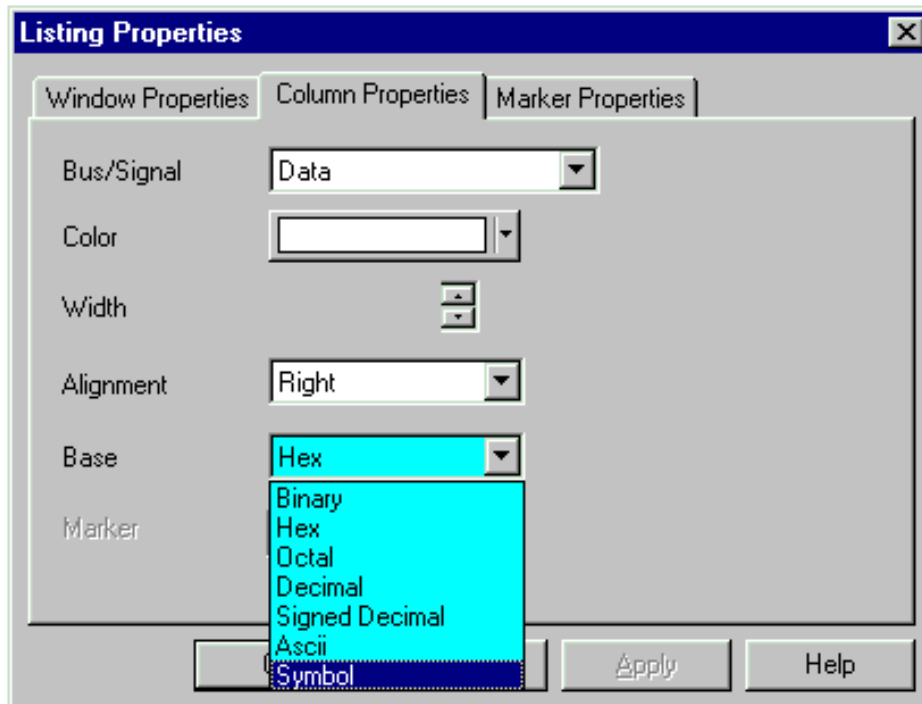 Listing Properties
Window Properties Column Properties Marker Properties
Bus/Signal Data
Color
Width
Alignment Right
Base Hex
Binary
Hex
Marker
Octal
Decimal
Signed Decimal
Ascii
Symbol
Apply Help